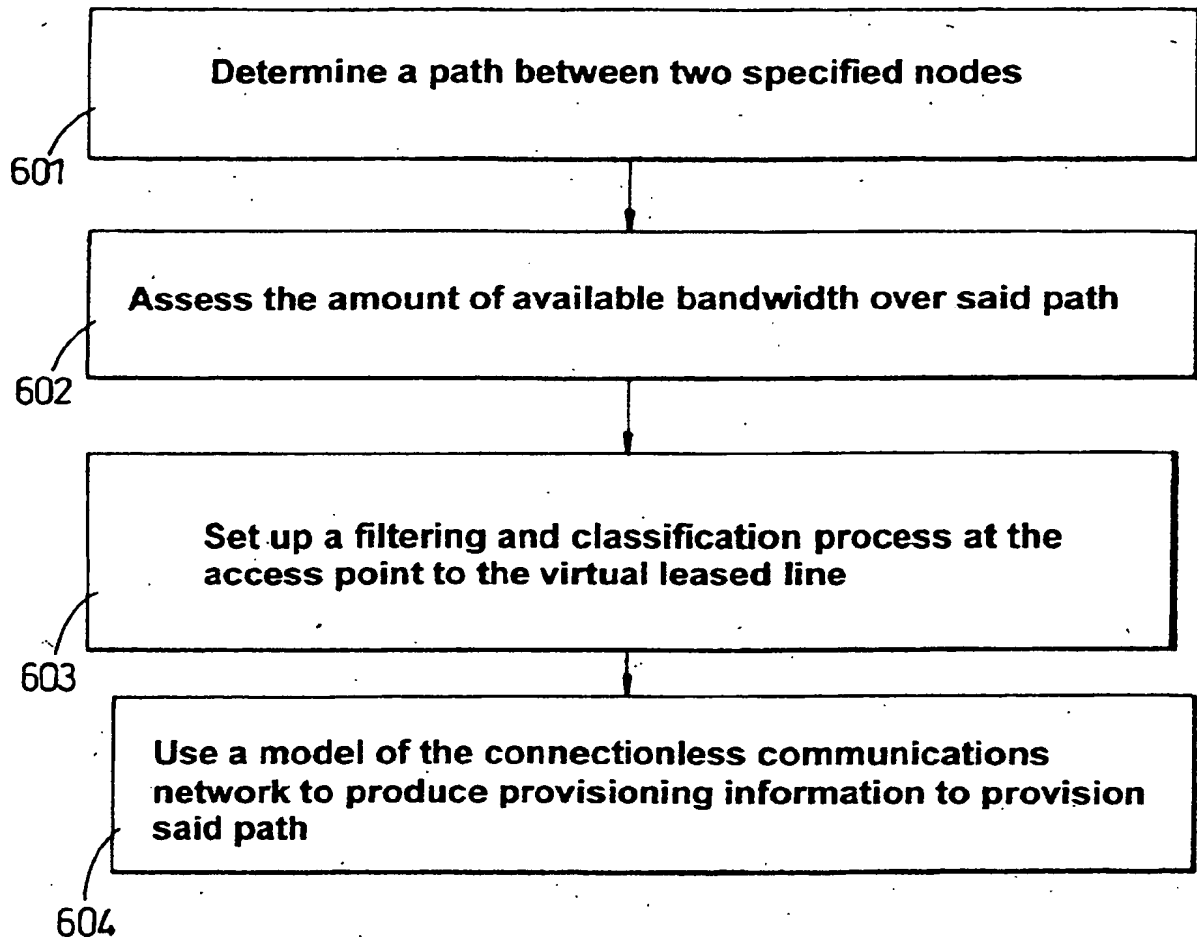 Determine a path between two specified nodes
601
Assess the amount of available bandwidth over said path
602
Set up a filtering and classification process at the
access point to the virtual leased line
603
Use a model of the connectionless communications
network to produce provisioning information to provision
said path
604